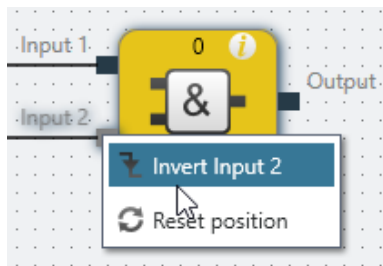 0 i
Input 1
Output
&
Input 2
Invert Input 2
Reset position